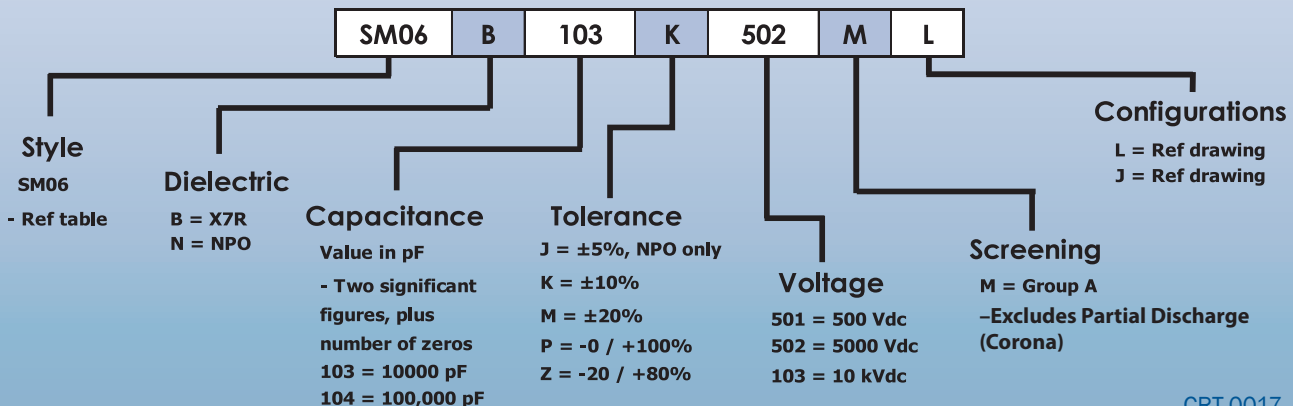 SM06 B 103 K 502 M L
Style
SM06
- Ref table
Dielectric
B = X7R
N = NPO
Capacitance
Value in pF
- Two significant
figures, plus
number of zeros
103 = 10000 pF
104 = 100,000 pF
Tolerance
J = ±5%, NPO only
K = ±10%
M = ±20%
P = -0 / +100%
Z = -20 / +80%
Voltage
501 = 500 Vdc
502 = 5000 Vdc
103 = 10 kVdc
Screening
M = Group A
–Excludes Partial Discharge
(Corona)
Configurations
L = Ref drawing
J = Ref drawing